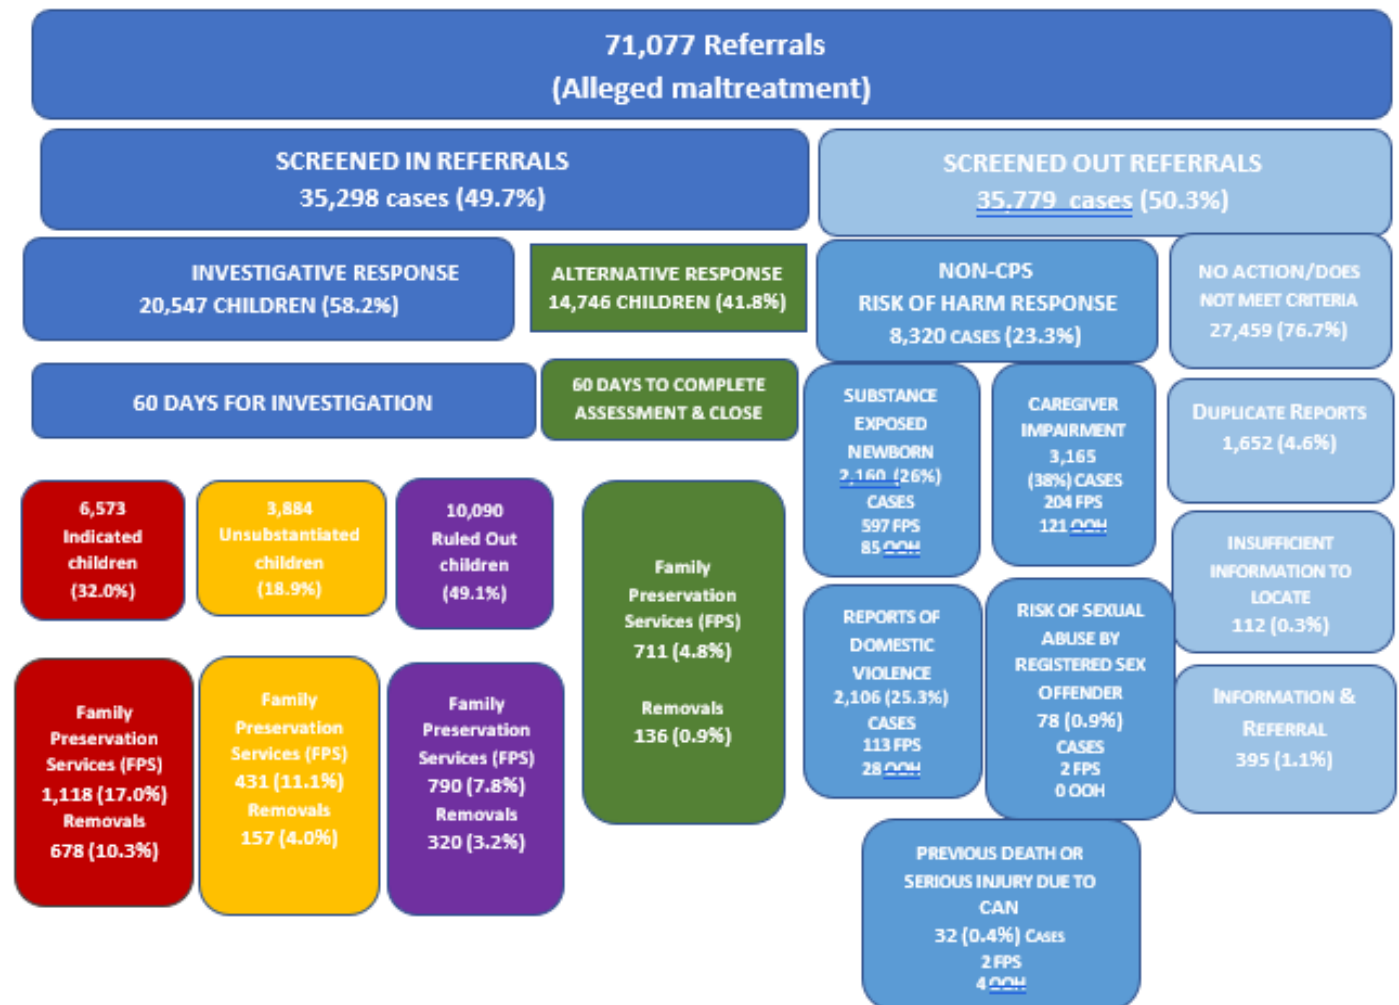 71,077 Referrals
(Alleged maltreatment)
SCREENED IN REFERRALS
35,298 cases (49.7%)
SCREENED OUT REFERRALS
35,779 cases (50.3%)
INVESTIGATIVE RESPONSE
20,547 CHILDREN (58.2%)
ALTERNATIVE RESPONSE
14,746 CHILDREN (41.8%)
NON-CPS
RISK OF HARM RESPONSE
8,320 CASES (23.3%)
NO ACTION/DOES
NOT MEET CRITERIA
27,459 (76.7%)
60 DAYS FOR INVESTIGATION
60 DAYS TO COMPLETE
ASSESSMENT & CLOSE
SUBSTANCE
EXPOSED
NEWBORN
2,160 (26%)
CASES
597 FPS
85 OOH
CAREGIVER
IMPAIRMENT
3,165
(38%) CASES
204 FPS
121 OOH
DUPLICATE REPORTS
1,652 (4.6%)
6,573
Indicated
children
(32.0%)
3,884
Unsubstantiated
children
(18.9%)
10,090
Ruled Out
children
(49.1%)
Family
Preservation
Services (FPS)
711 (4.8%)
Removals
136 (0.9%)
INSUFFICIENT
INFORMATION TO
LOCATE
112 (0.3%)
REPORTS OF
DOMESTIC
VIOLENCE
2,106 (25.3%)
CASES
113 FPS
28 OOH
RISK OF SEXUAL
ABUSE BY
REGISTERED SEX
OFFENDER
78 (0.9%)
CASES
2 FPS
0 OOH
INFORMATION &
REFERRAL
395 (1.1%)
Family
Preservation
Services (FPS)
1,118 (17.0%)
Removals
678 (10.3%)
Family
Preservation
Services (FPS)
431 (11.1%)
Removals
157 (4.0%)
Family
Preservation
Services (FPS)
790 (7.8%)
Removals
320 (3.2%)
PREVIOUS DEATH OR
SERIOUS INJURY DUE TO
CAN
32 (0.4%) CASES
2 FPS
4 OOH